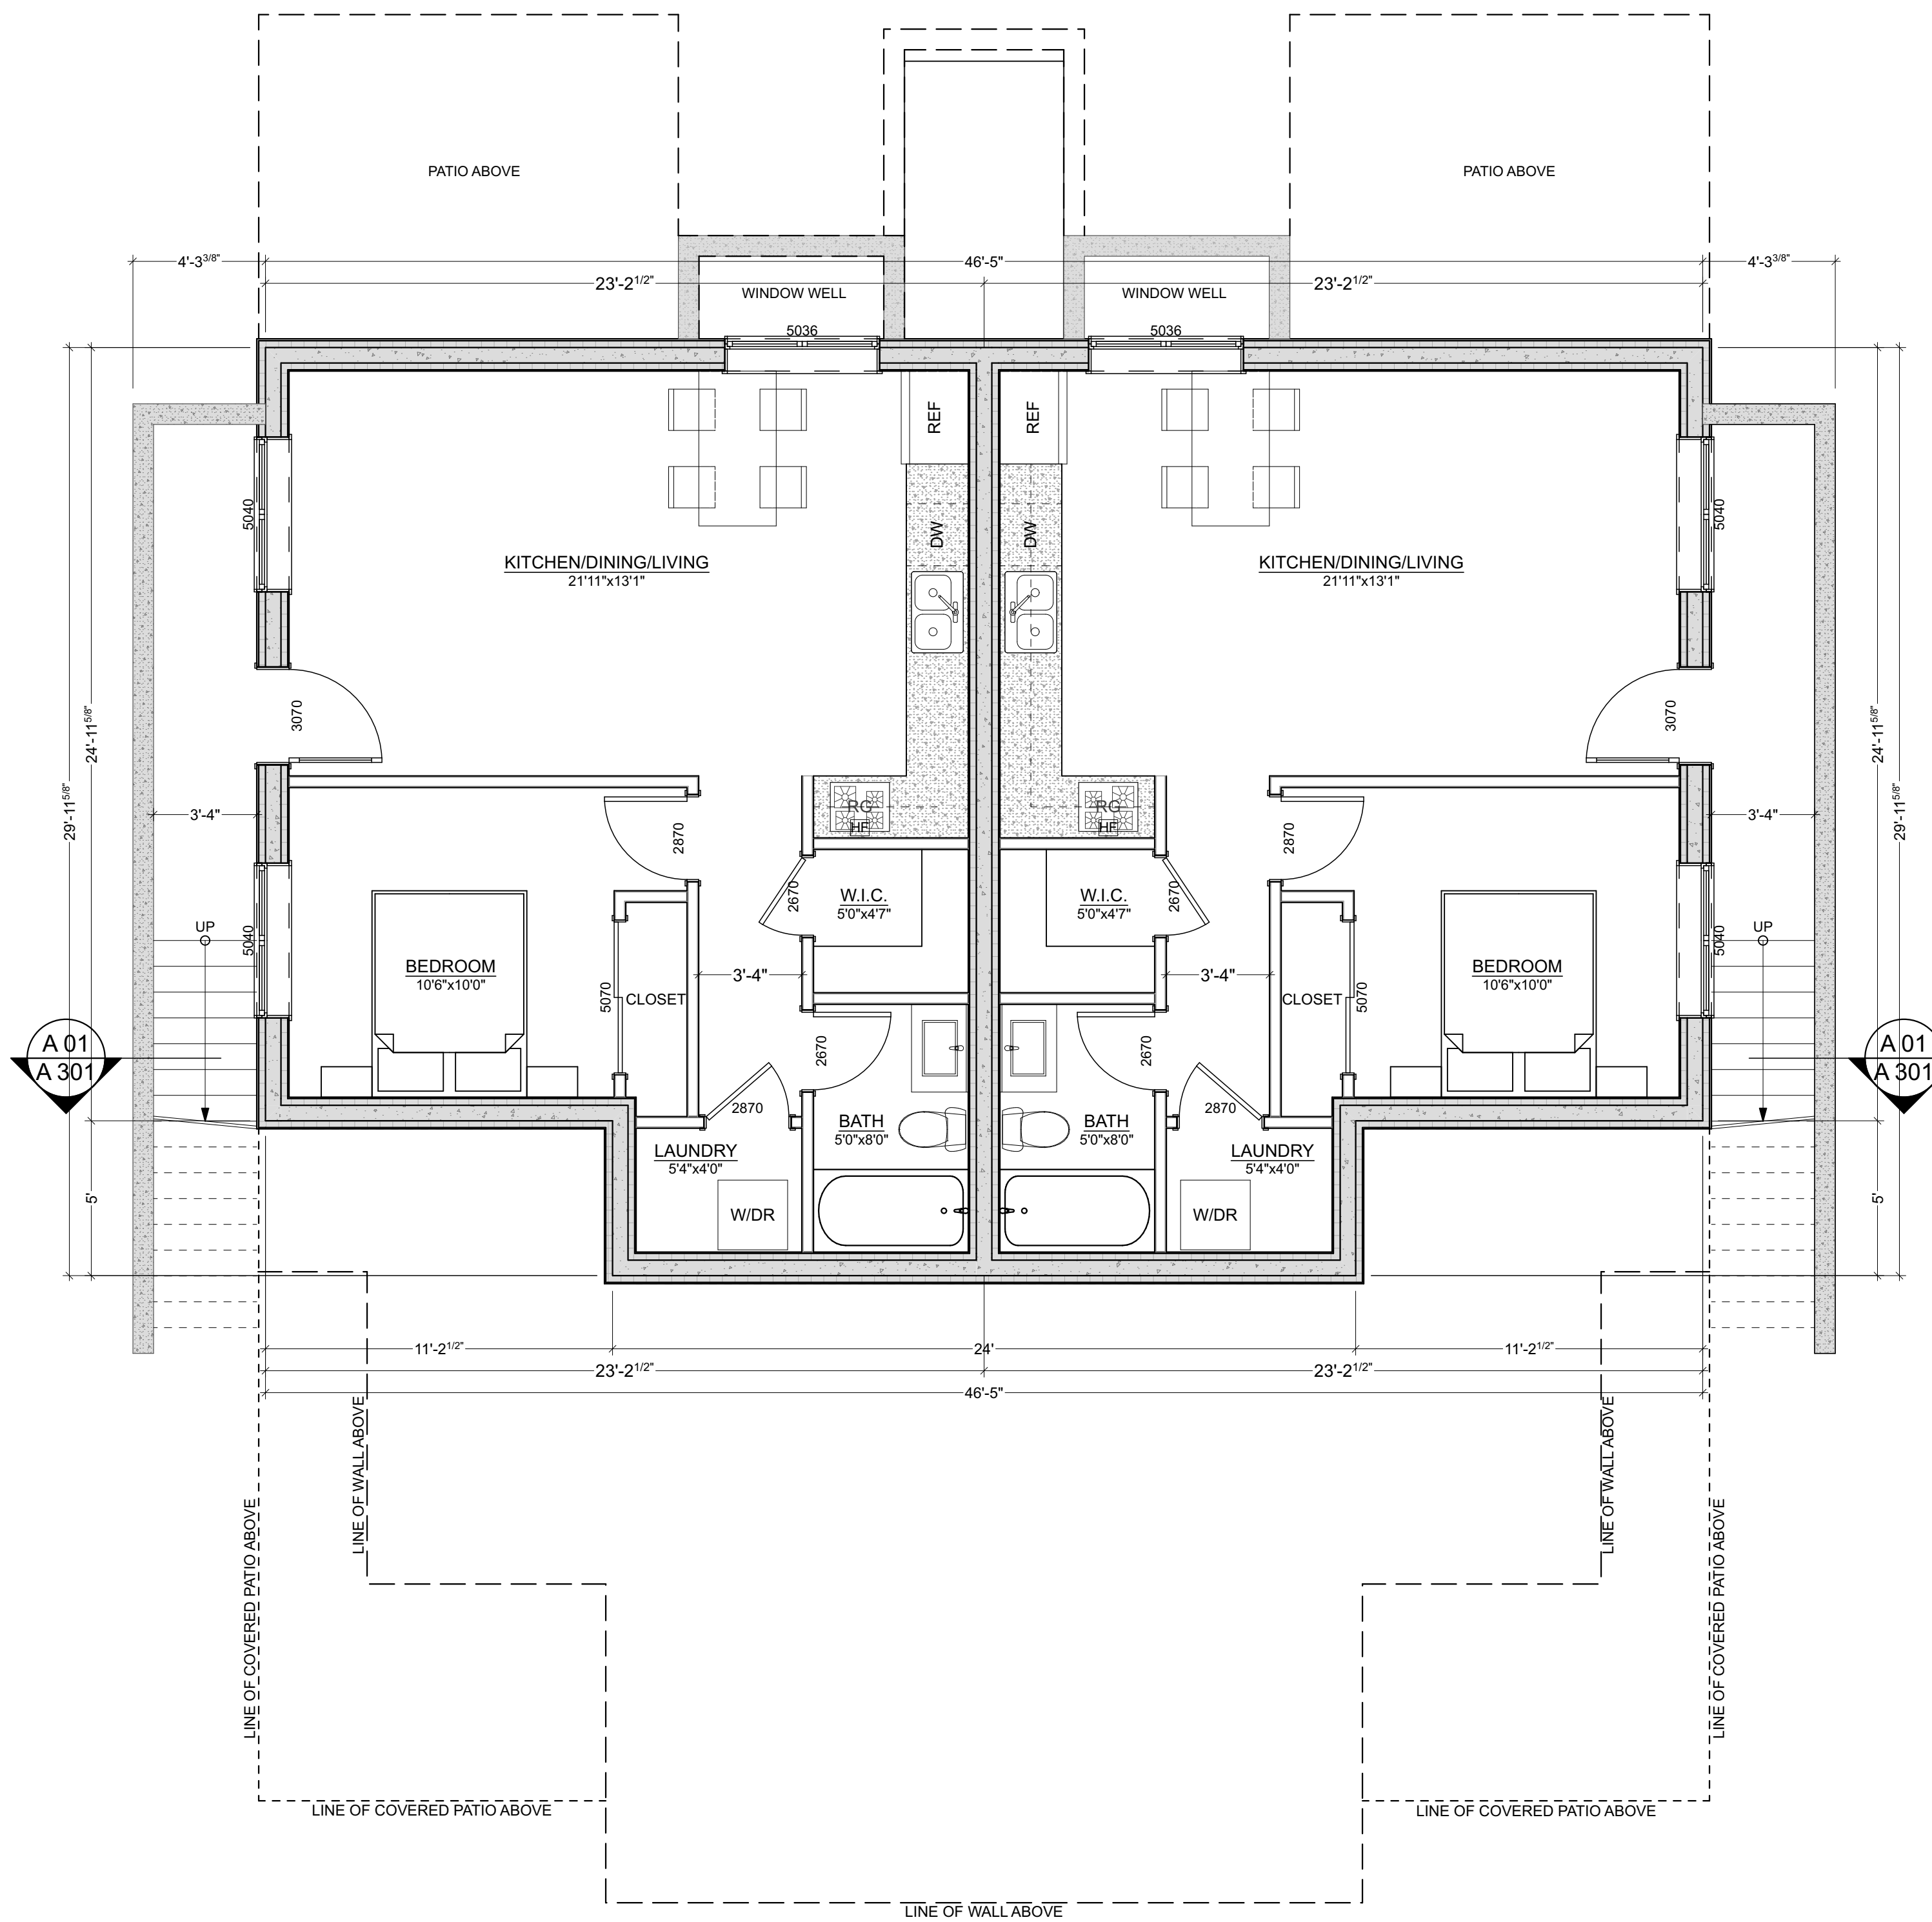 PATIO ABOVE
PATIO ABOVE
4'-3 3/8"
46'-5"
4'-3 3/8"
23'-2 1/2"
23'-2 1/2"
WINDOW WELL
WINDOW WELL
5036
5036
REF
REF
5040
5040
DW
DW
KITCHEN/DINING/LIVING
21'11"x13'1"
KITCHEN/DINING/LIVING
21'11"x13'1"
3070
3070
24'-11 5/8"
24'-11 5/8"
29'-11 5/8"
29'-11 5/8"
3'-4"
3'-4"
RG
HF
RG
HF
2870
2870
2670
2670
W.I.C.
5'0"x4'7"
W.I.C.
5'0"x4'7"
UP
UP
5040
5040
BEDROOM
10'6"x10'0"
BEDROOM
10'6"x10'0"
3'-4"
3'-4"
5070
CLOSET
CLOSET
5070
A 01
A 301
A 01
A 301
2670
2670
2870
2870
BATH
5'0"x8'0"
BATH
5'0"x8'0"
LAUNDRY
5'4"x4'0"
LAUNDRY
5'4"x4'0"
5'
5'
W/DR
W/DR
11'-2 1/2"
24'
11'-2 1/2"
23'-2 1/2"
23'-2 1/2"
46'-5"
LINE OF WALL ABOVE
LINE OF WALL ABOVE
LINE OF COVERED PATIO ABOVE
LINE OF COVERED PATIO ABOVE
LINE OF COVERED PATIO ABOVE
LINE OF COVERED PATIO ABOVE
LINE OF WALL ABOVE